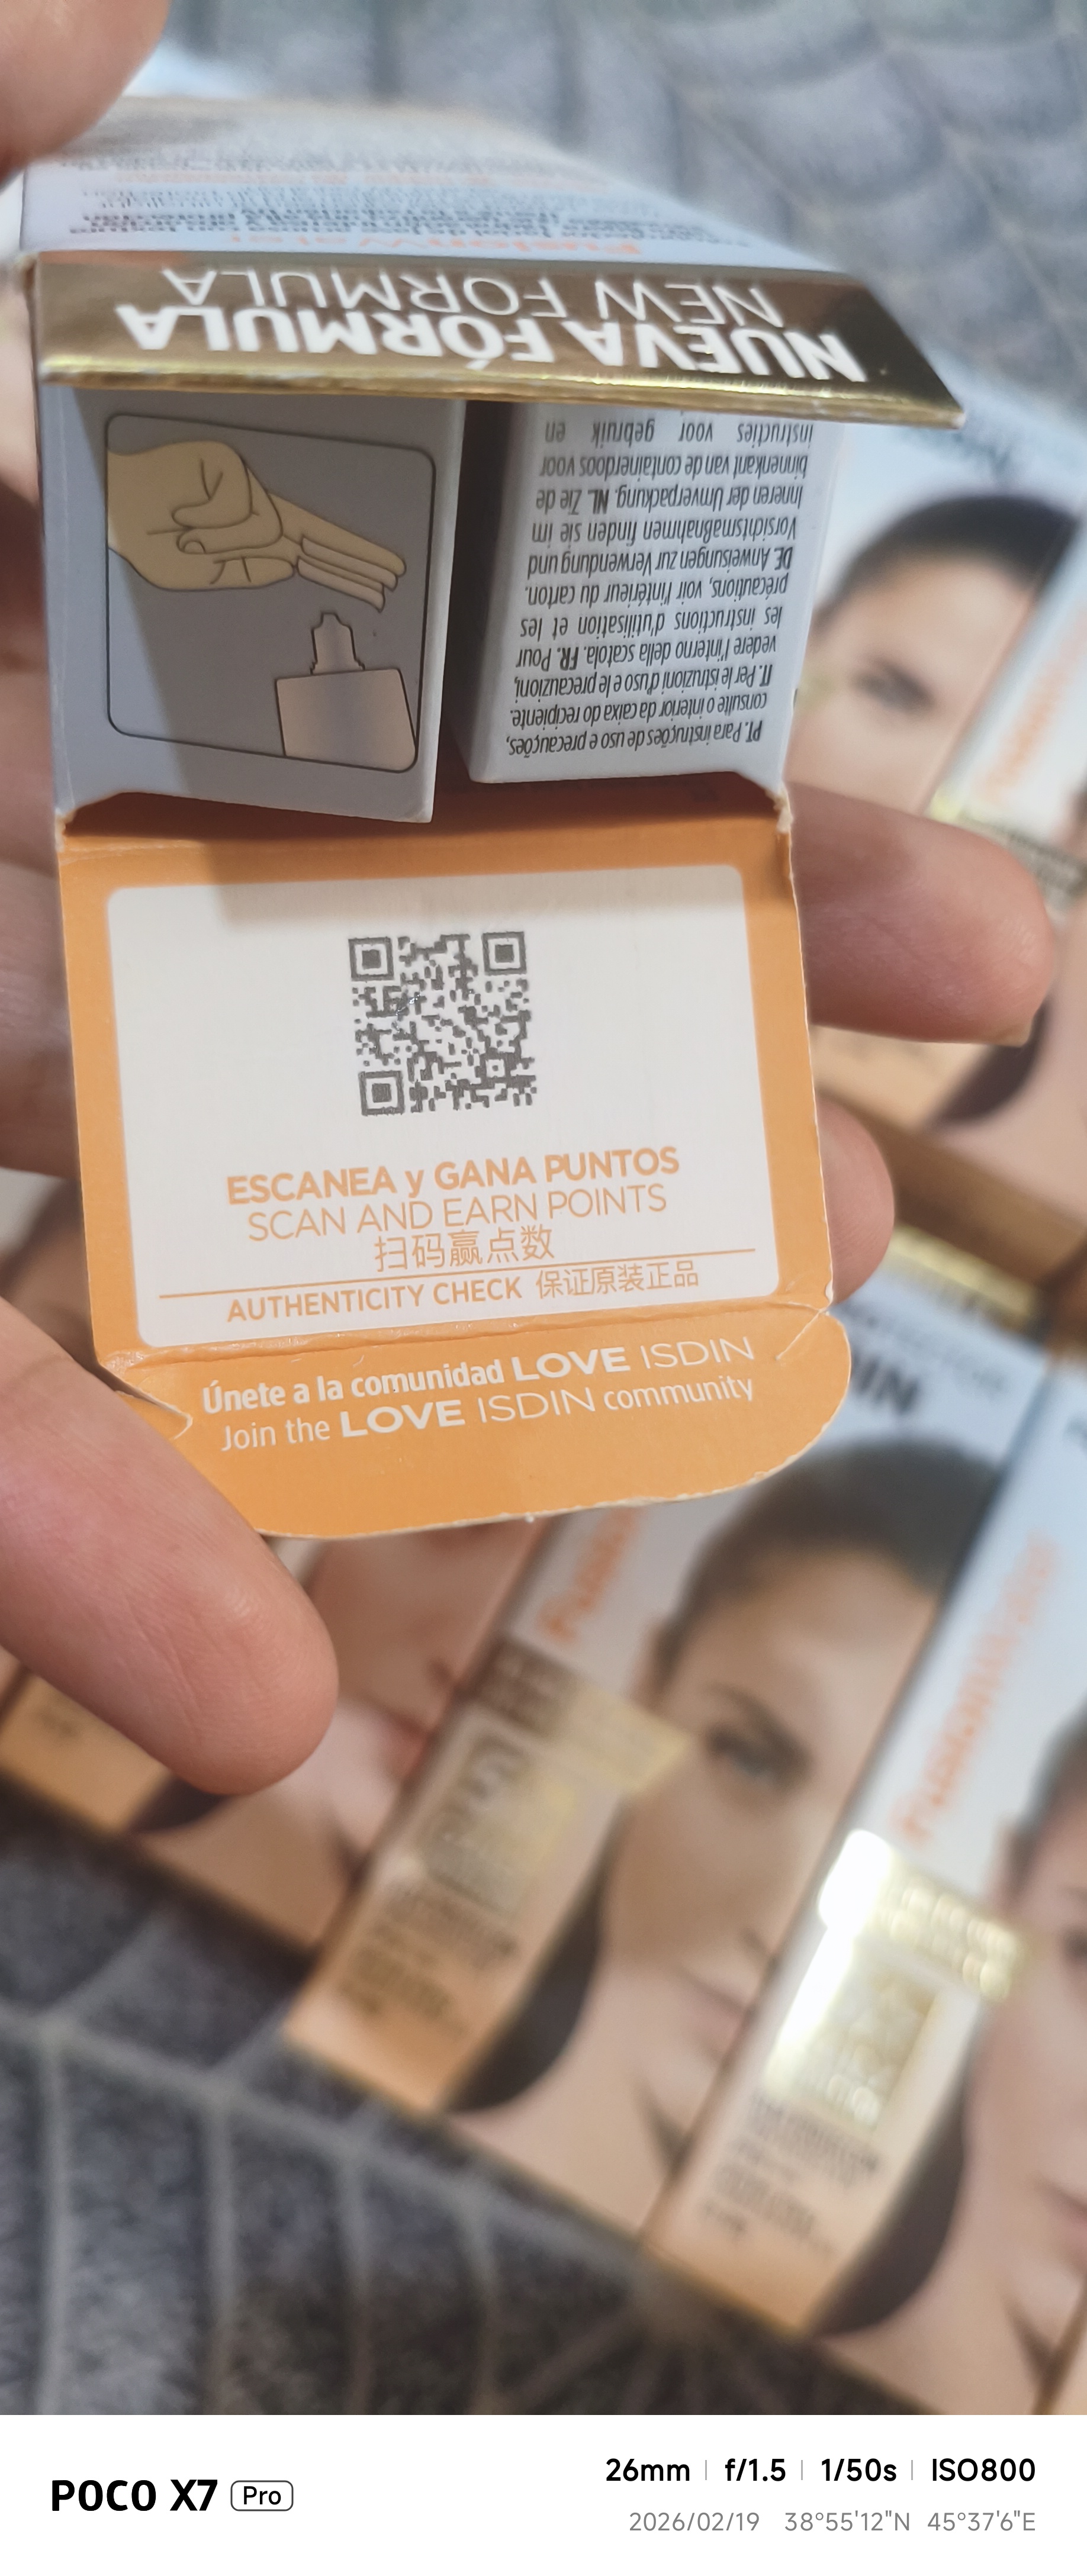 FusionWater
NEW FORMULA
NUEVA FÓRMULA
PT. Para instruções de uso e precauções,
consulte o interior da caixa do recipiente.
IT. Per le istruzioni d'uso e le precauzioni,
vedere l'interno della scatola. FR. Pour
les instructions d'utilisation et les
précautions, voir l'intérieur du carton.
DE Anweisungen zur Verwendung und
Vorsichtsmaßnahmen finden sie im
Inneren der Umverpackung. NL. Zie de
binnenkant van de containerdoos voor
instructies voor gebruik en
ESCANEA y GANA PUNTOS
SCAN AND EARN POINTS
扫码赢点数
AUTHENTICITY CHECK 保证原装正品
Únete a la comunidad LOVE ISDIN
Join the LOVE ISDIN community
POCO X7 Pro
26mm | f/1.5 | 1/50s | ISO800
2026/02/19 38°55'12"N 45°37'6"E